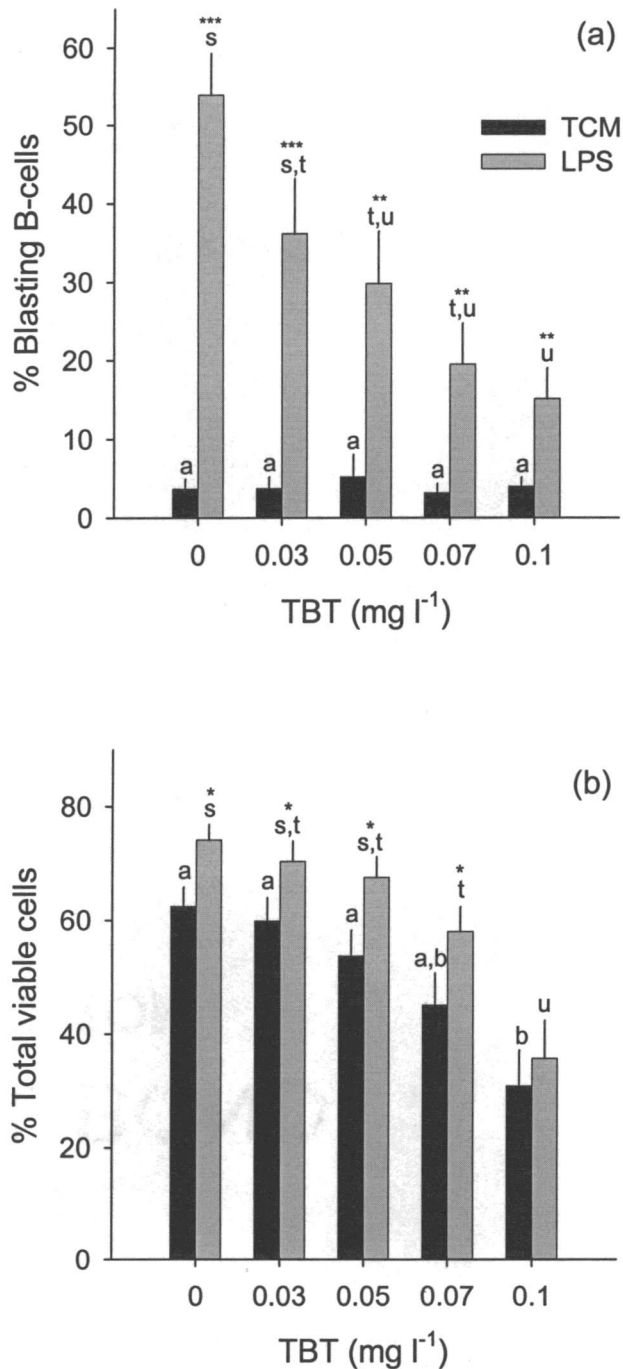 (a)
TCM
LPS
% Blasting B-cells
60
50
40
30
20
10
0
***
s
***
s,t
**
t,u
**
t,u
**
u
a
a
a
a
a
0 0.03 0.05 0.07 0.1
TBT (mg l⁻¹)
(b)
% Total viable cells
80
60
40
20
0
*
s
*
s,t
*
s,t
*
t
u
a
a
a
a,b
b
0 0.03 0.05 0.07 0.1
TBT (mg l⁻¹)